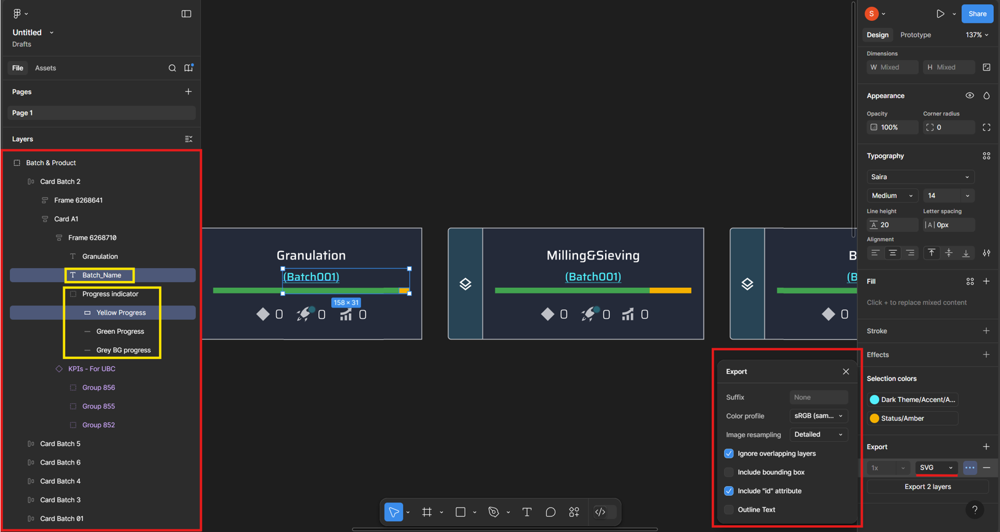 Untitled
Drafts
File
Assets
Pages
Page 1
Layers
Batch & Product
Card Batch 2
Frame 6268641
Card A1
Frame 6268710
Granulation
Batch_Name
Progress indicator
Yellow Progress
Green Progress
Grey BG progress
KPIs - For UBC
Group 856
Group 855
Group 852
Card Batch 5
Card Batch 6
Card Batch 4
Card Batch 3
Card Batch 01
Granulation
(Batch001)
158 × 31
0 0 0
Milling&Sieving
(Batch001)
0 0 0
B
(B
0
Export
Suffix None
Color profile sRGB (sam...
Image resampling Detailed
Ignore overlapping layers
Include bounding box
Include "id" attribute
Outline Text
S
Share
Design Prototype 137%
Dimensions
W Mixed H Mixed
Appearance
Opacity Corner radius
100% 0
Typography
Saira
Medium 14
Line height Letter spacing
20 |A| 0px
Alignment
Fill
Click + to replace mixed content
Stroke
Effects
Selection colors
Dark Theme/Accent/A...
Status/Amber
Export
1x SVG
Export 2 layers
?